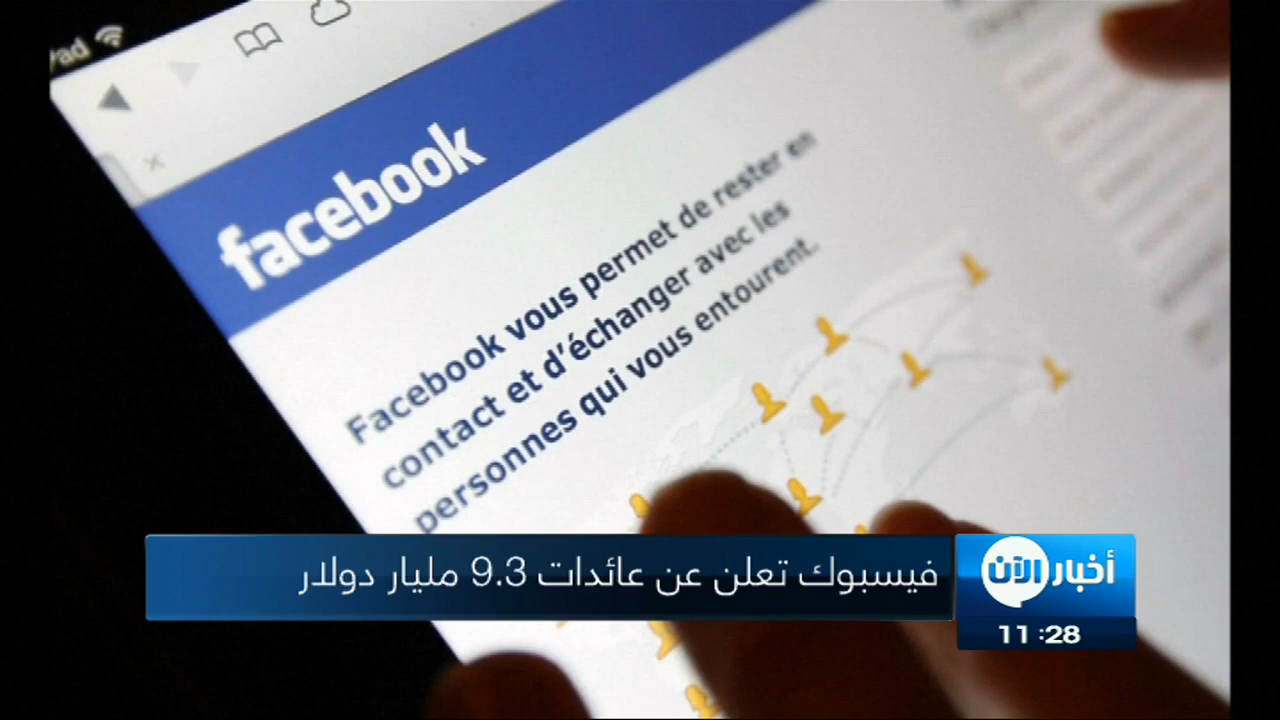 Pad
facebook
Facebook vous permet de rester en
contact et d'échanger avec les
personnes qui vous entourent.
فيسبوك تعلن عن عائدات 9.3 مليار دولار
أخبار الآن
11:28